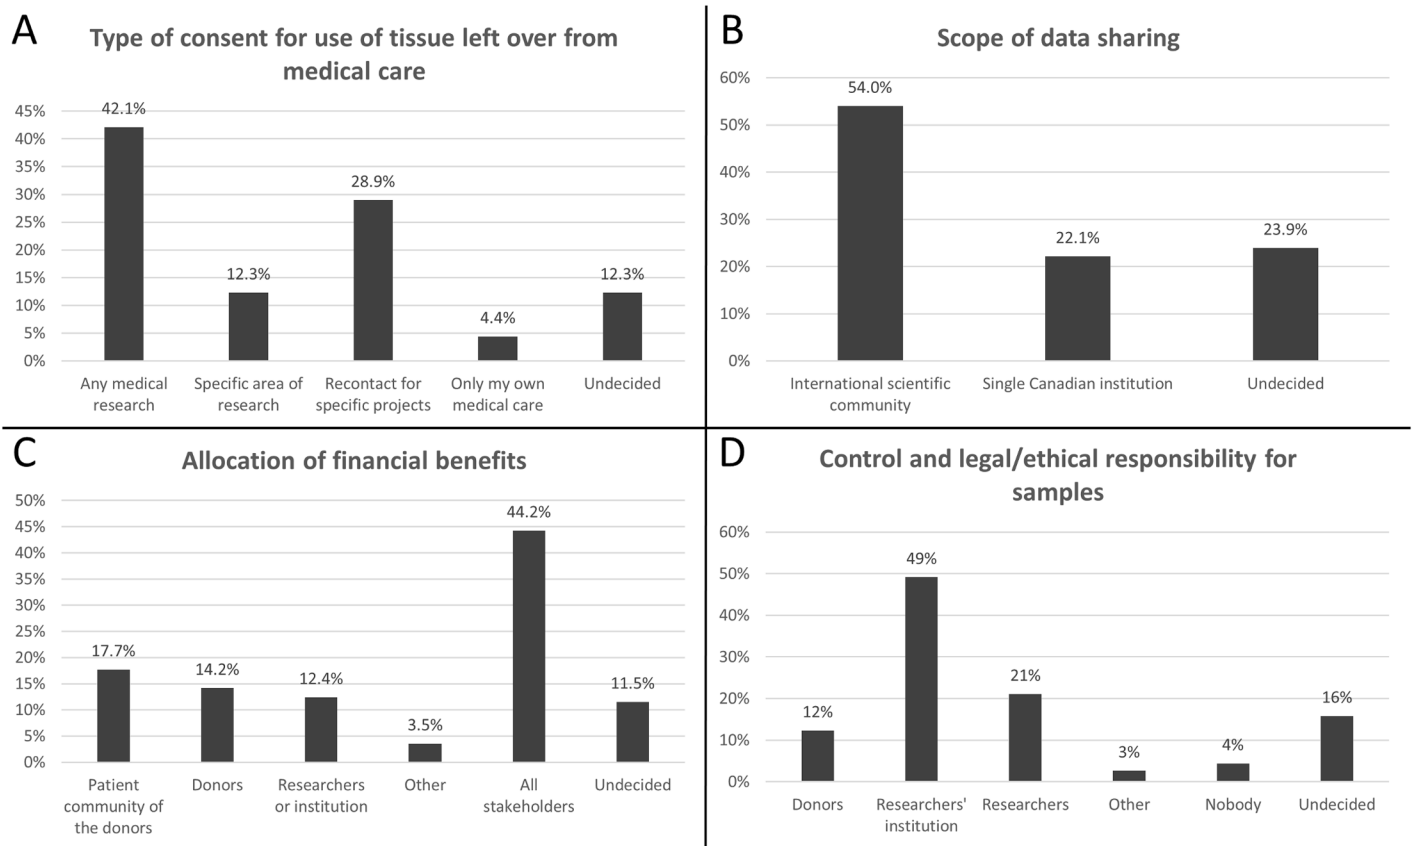 A
Type of consent for use of tissue left over from
medical care
45%
40%
35%
30%
25%
20%
15%
10%
5%
0%
42.1%
12.3%
28.9%
4.4%
12.3%
Any medical
research
Specific area of
research
Recontact for
specific projects
Only my own
medical care
Undecided
B
Scope of data sharing
60%
50%
40%
30%
20%
10%
0%
54.0%
22.1%
23.9%
International scientific
community
Single Canadian institution
Undecided
C
Allocation of financial benefits
50%
45%
40%
35%
30%
25%
20%
15%
10%
5%
0%
17.7%
14.2%
12.4%
3.5%
44.2%
11.5%
Patient
community of
the donors
Donors
Researchers
or institution
Other
All
stakeholders
Undecided
D
Control and legal/ethical responsibility for
samples
60%
50%
40%
30%
20%
10%
0%
12%
49%
21%
3%
4%
16%
Donors
Researchers'
institution
Researchers
Other
Nobody
Undecided